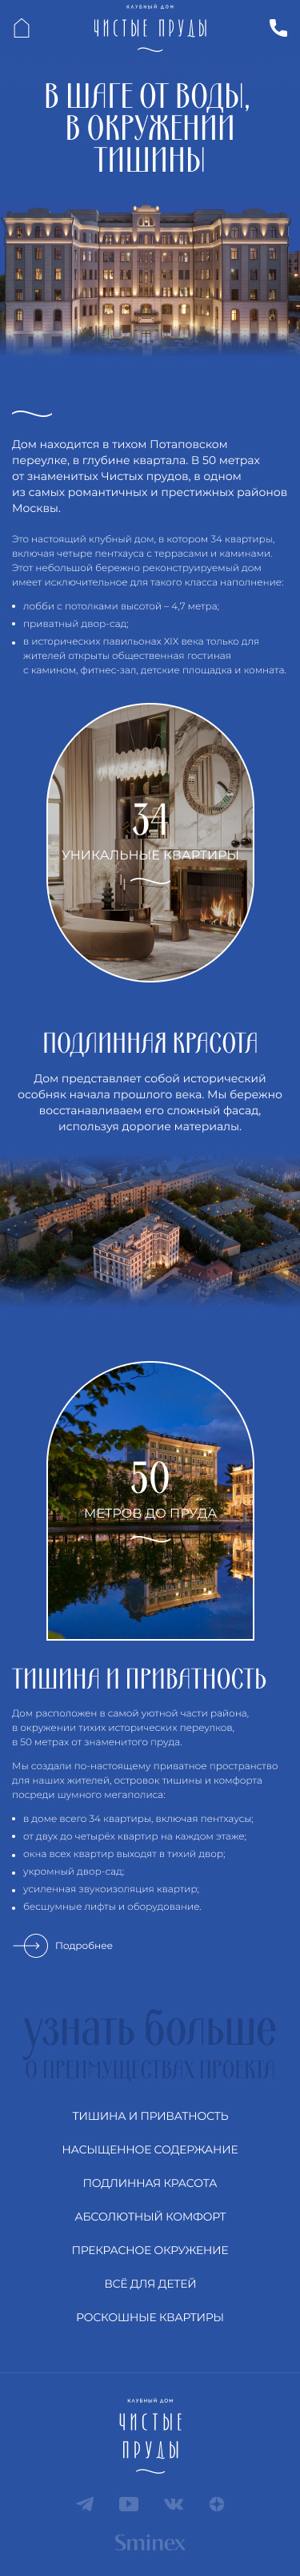 КЛУБНЫЙ ДОМ
ЧИСТЫЕ ПРУДЫ
В ШАГЕ ОТ ВОДЫ,
В ОКРУЖЕНИИ
ТИШИНЫ
Дом находится в тихом Потаповском
переулке, в глубине квартала. В 50 метрах
от знаменитых Чистых прудов, в одном
из самых романтичных и престижных районов
Москвы.
Это настоящий клубный дом, в котором 34 квартиры,
включая четыре пентхауса с террасами и каминами.
Этот небольшой бережно реконструируемый дом
имеет исключительное для такого класса наполнение:
• лобби с потолками высотой – 4,7 метра;
• приватный двор-сад;
• в исторических павильонах XIX века только для
жителей открыты общественная гостиная
с камином, фитнес-зал, детские площадка и комната.
34
УНИКАЛЬНЫЕ КВАРТИРЫ
ПОДЛИННАЯ КРАСОТА
Дом представляет собой исторический
особняк начала прошлого века. Мы бережно
восстанавливаем его сложный фасад,
используя дорогие материалы.
50
МЕТРОВ ДО ПРУДА
ТИШИНА И ПРИВАТНОСТЬ
Дом расположен в самой уютной части района,
в окружении тихих исторических переулков,
в 50 метрах от знаменитого пруда.
Мы создали по-настоящему приватное пространство
для наших жителей, островок тишины и комфорта
посреди шумного мегаполиса:
• в доме всего 34 квартиры, включая пентхаусы;
• от двух до четырёх квартир на каждом этаже;
• окна всех квартир выходят в тихий двор;
• укромный двор-сад;
• усиленная звукоизоляция квартир;
• бесшумные лифты и оборудование.
Подробнее
узнать больше
О ПРЕИМУЩЕСТВАХ ПРОЕКТА
ТИШИНА И ПРИВАТНОСТЬ
НАСЫЩЕННОЕ СОДЕРЖАНИЕ
ПОДЛИННАЯ КРАСОТА
АБСОЛЮТНЫЙ КОМФОРТ
ПРЕКРАСНОЕ ОКРУЖЕНИЕ
ВСЁ ДЛЯ ДЕТЕЙ
РОСКОШНЫЕ КВАРТИРЫ
КЛУБНЫЙ ДОМ
ЧИСТЫЕ
ПРУДЫ
Sminex